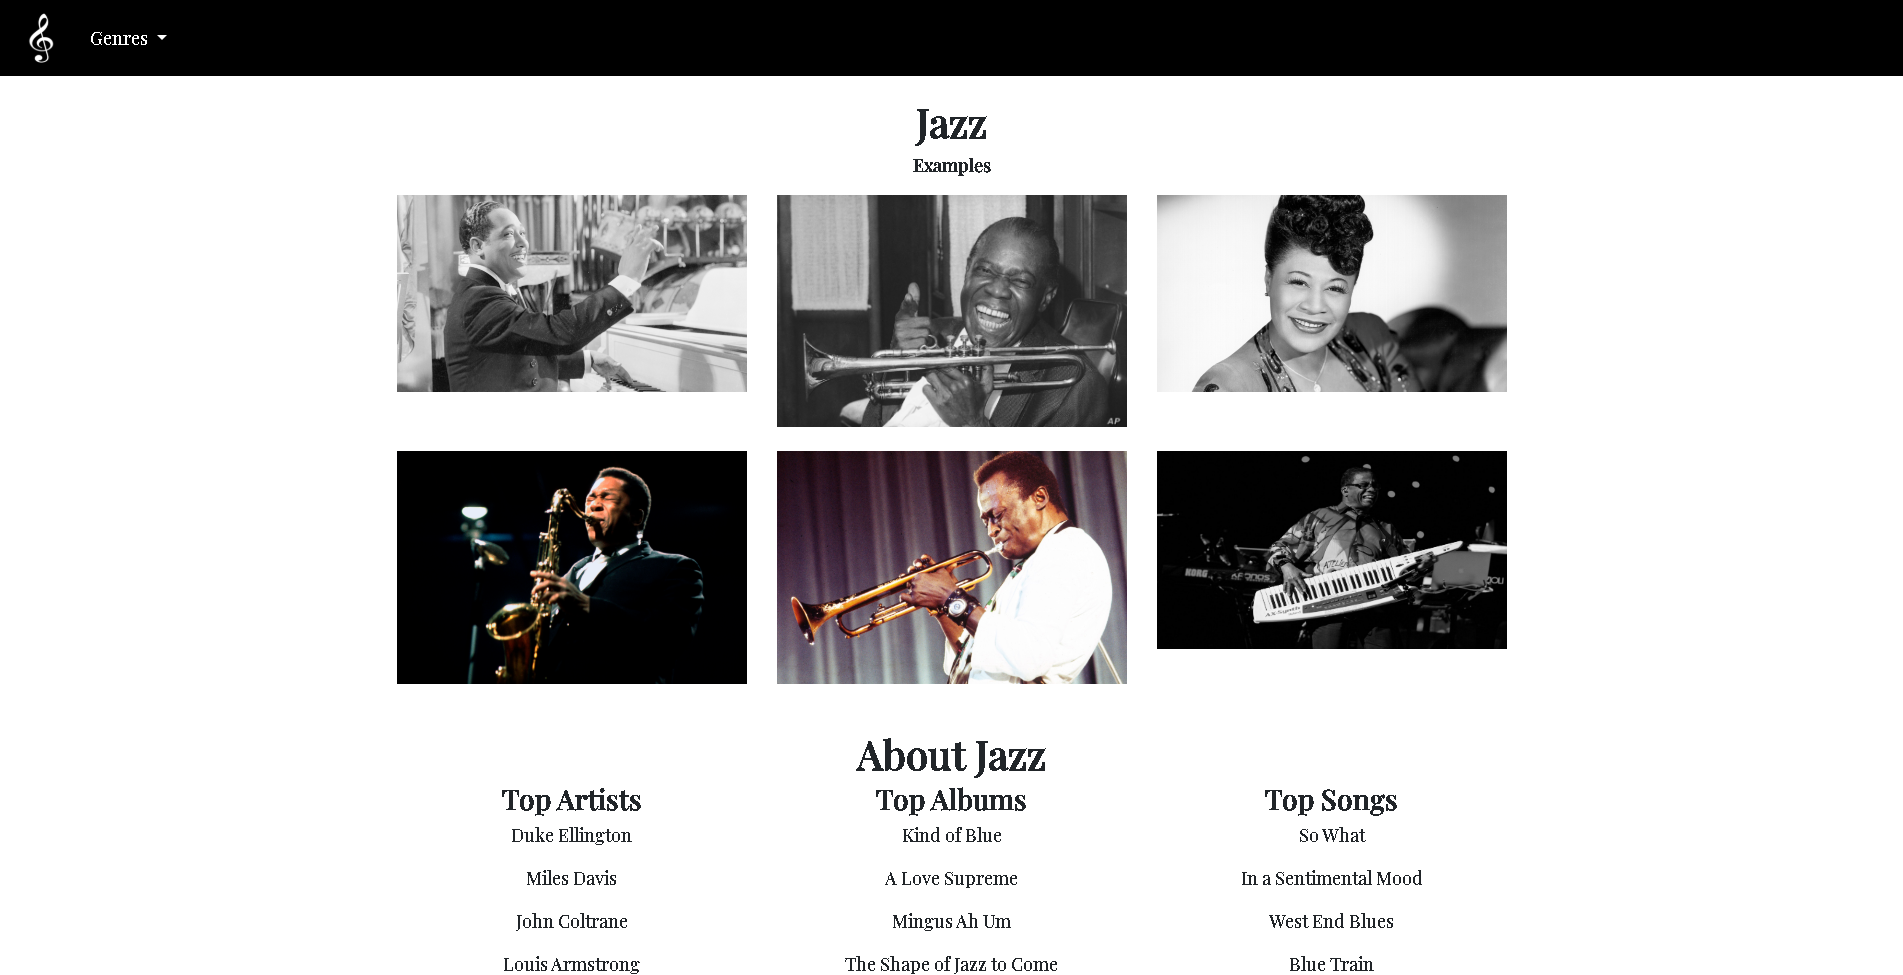 Genres
Jazz
Examples
AP
KORG
AX-Synth
About Jazz
Top Artists
Top Albums
Top Songs
Duke Ellington
Kind of Blue
So What
Miles Davis
A Love Supreme
In a Sentimental Mood
John Coltrane
Mingus Ah Um
West End Blues
Louis Armstrong
The Shape of Jazz to Come
Blue Train